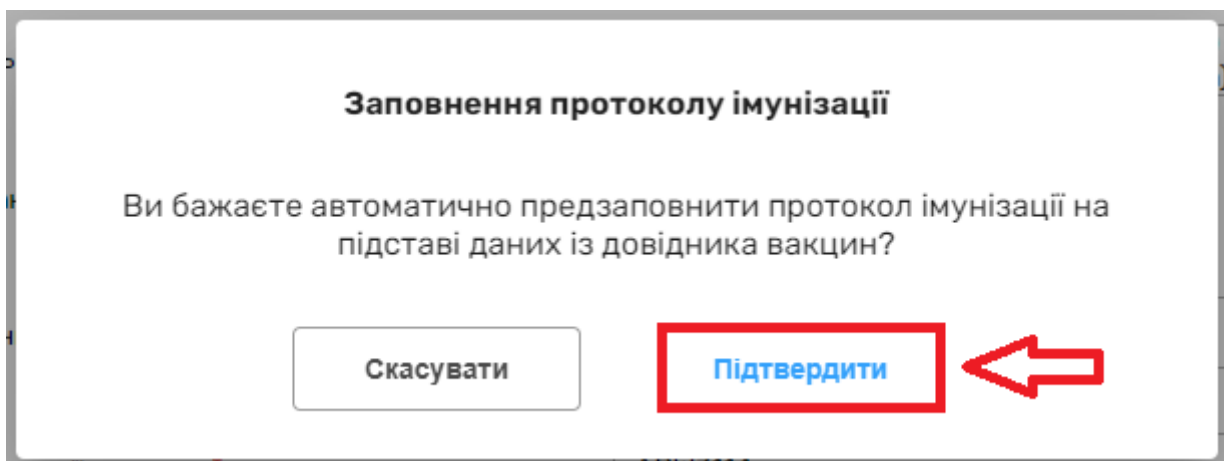 Заповнення протоколу імунізації
Ви бажаєте автоматично предзаповнити протокол імунізації на
підставі даних із довідника вакцин?
Скасувати
Підтвердити